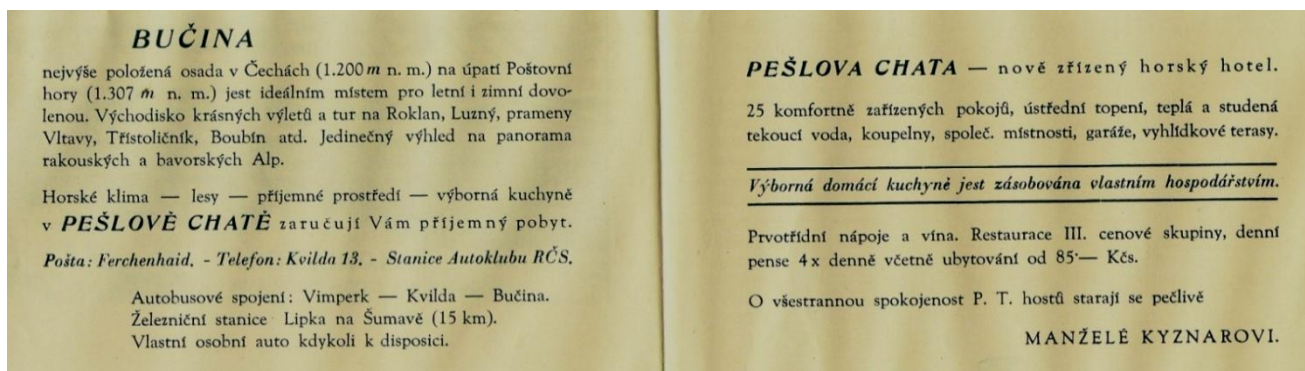 BUČINA
nejvýše položená osada v Čechách (1.200 m n. m.) na úpatí Poštovní
hory (1.307 m n. m.) jest ideálním místem pro letní i zimní dovo-
lenou. Východisko krásných výletů a tur na Roklan, Luzný, prameny
Vltavy, Třístoličník, Boubín atd. Jedinečný výhled na panorama
rakouských a bavorských Alp.
Horské klima — lesy — příjemné prostředí — výborná kuchyně
v PEŠLOVĚ CHATĚ zaručují Vám příjemný pobyt.
Pošta: Ferchenhaid. - Telefon: Kvilda 13. - Stanice Autoklubu RČS.
Autobusové spojení: Vimperk — Kvilda — Bučina.
Železniční stanice Lipka na Šumavě (15 km).
Vlastní osobní auto kdykoli k disposici.
PEŠLOVA CHATA — nově zřízený horský hotel.
25 komfortně zařízených pokojů, ústřední topení, teplá a studená
tekoucí voda, koupelny, společ. místnosti, garáže, vyhlídkové terasy.
Výborná domácí kuchyně jest zásobována vlastním hospodářstvím.
Prvotřídní nápoje a vína. Restaurace III. cenové skupiny, denní
pense 4 x denně včetně ubytování od 85·— Kčs.
O všestrannou spokojenost P. T. hostů starají se pečlivě
MANŽELÉ KYZNAROVI.